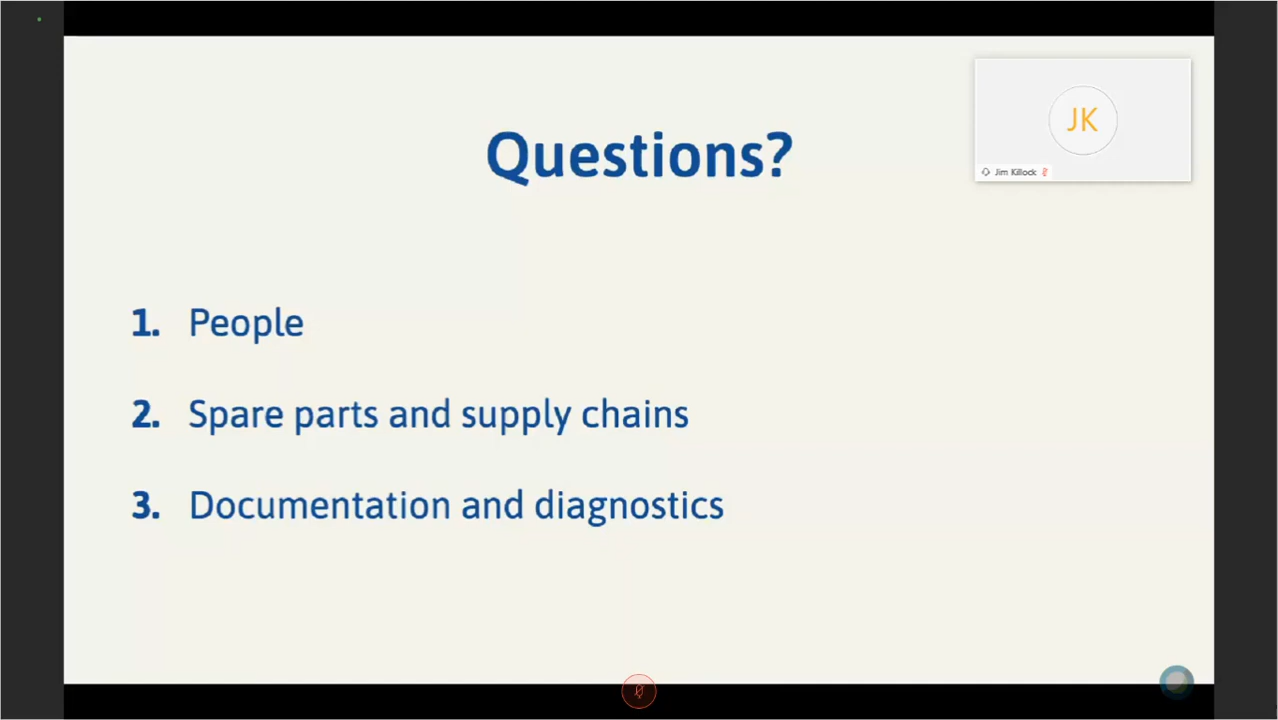 Questions?
JK
Jim Killock
1. People
2. Spare parts and supply chains
3. Documentation and diagnostics